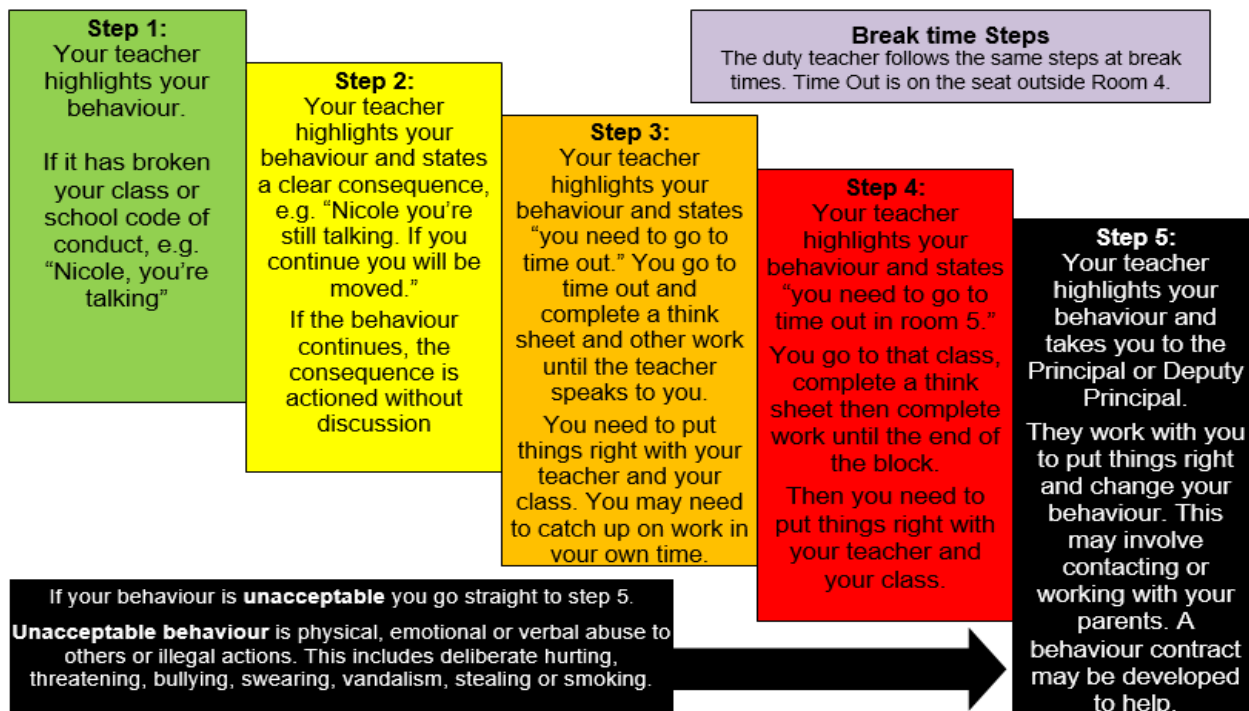 Step 1:
Your teacher
highlights your
behaviour.
If it has broken
your class or
school code of
conduct, e.g.
“Nicole, you’re
talking”
Step 2:
Your teacher
highlights your
behaviour and states
a clear consequence,
e.g. “Nicole you’re
still talking. If you
continue you will be
moved.”
If the behaviour
continues, the
consequence is
actioned without
discussion
Break time Steps
The duty teacher follows the same steps at break
times. Time Out is on the seat outside Room 4.
Step 3:
Your teacher
highlights your
behaviour and states
“you need to go to
time out.” You go to
time out and
complete a think
sheet and other work
until the teacher
speaks to you.
You need to put
things right with your
teacher and your
class. You may need
to catch up on work in
your own time.
Step 4:
Your teacher
highlights your
behaviour and states
“you need to go to
time out in room 5.”
You go to that class,
complete a think
sheet then complete
work until the end of
the block.
Then you need to
put things right with
your teacher and
your class.
Step 5:
Your teacher
highlights your
behaviour and
takes you to the
Principal or Deputy
Principal.
They work with you
to put things right
and change your
behaviour. This
may involve
contacting or
working with your
parents. A
behaviour contract
may be developed
to help.
If your behaviour is unacceptable you go straight to step 5.
Unacceptable behaviour is physical, emotional or verbal abuse to
others or illegal actions. This includes deliberate hurting,
threatening, bullying, swearing, vandalism, stealing or smoking.